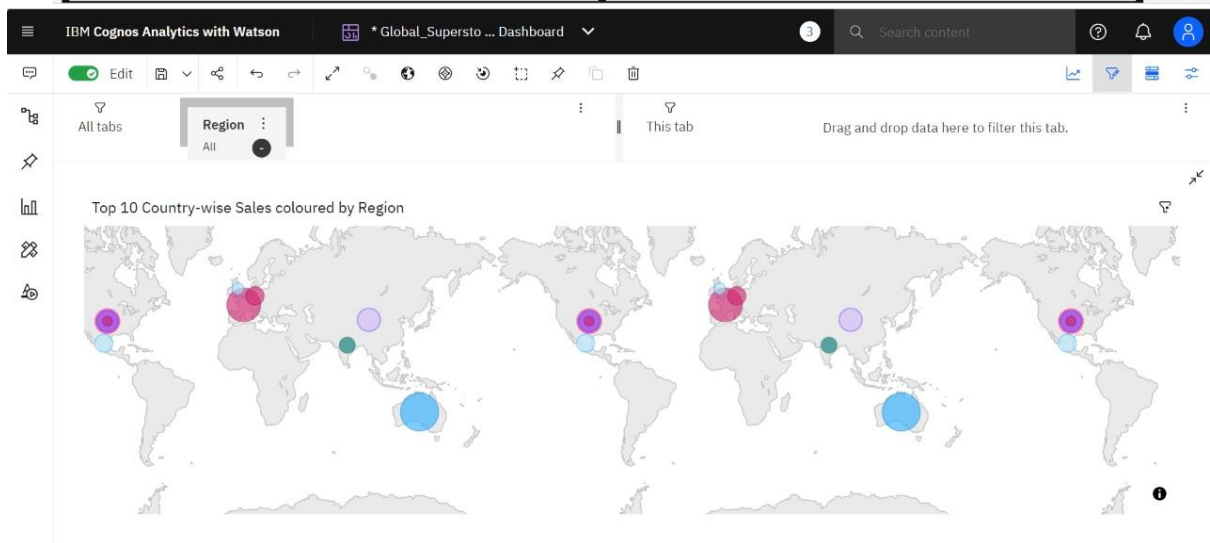 IBM Cognos Analytics with Watson
* Global_Supersto ... Dashboard
3
Search content
Edit
All tabs
Region
All
This tab
Drag and drop data here to filter this tab.
Top 10 Country-wise Sales coloured by Region